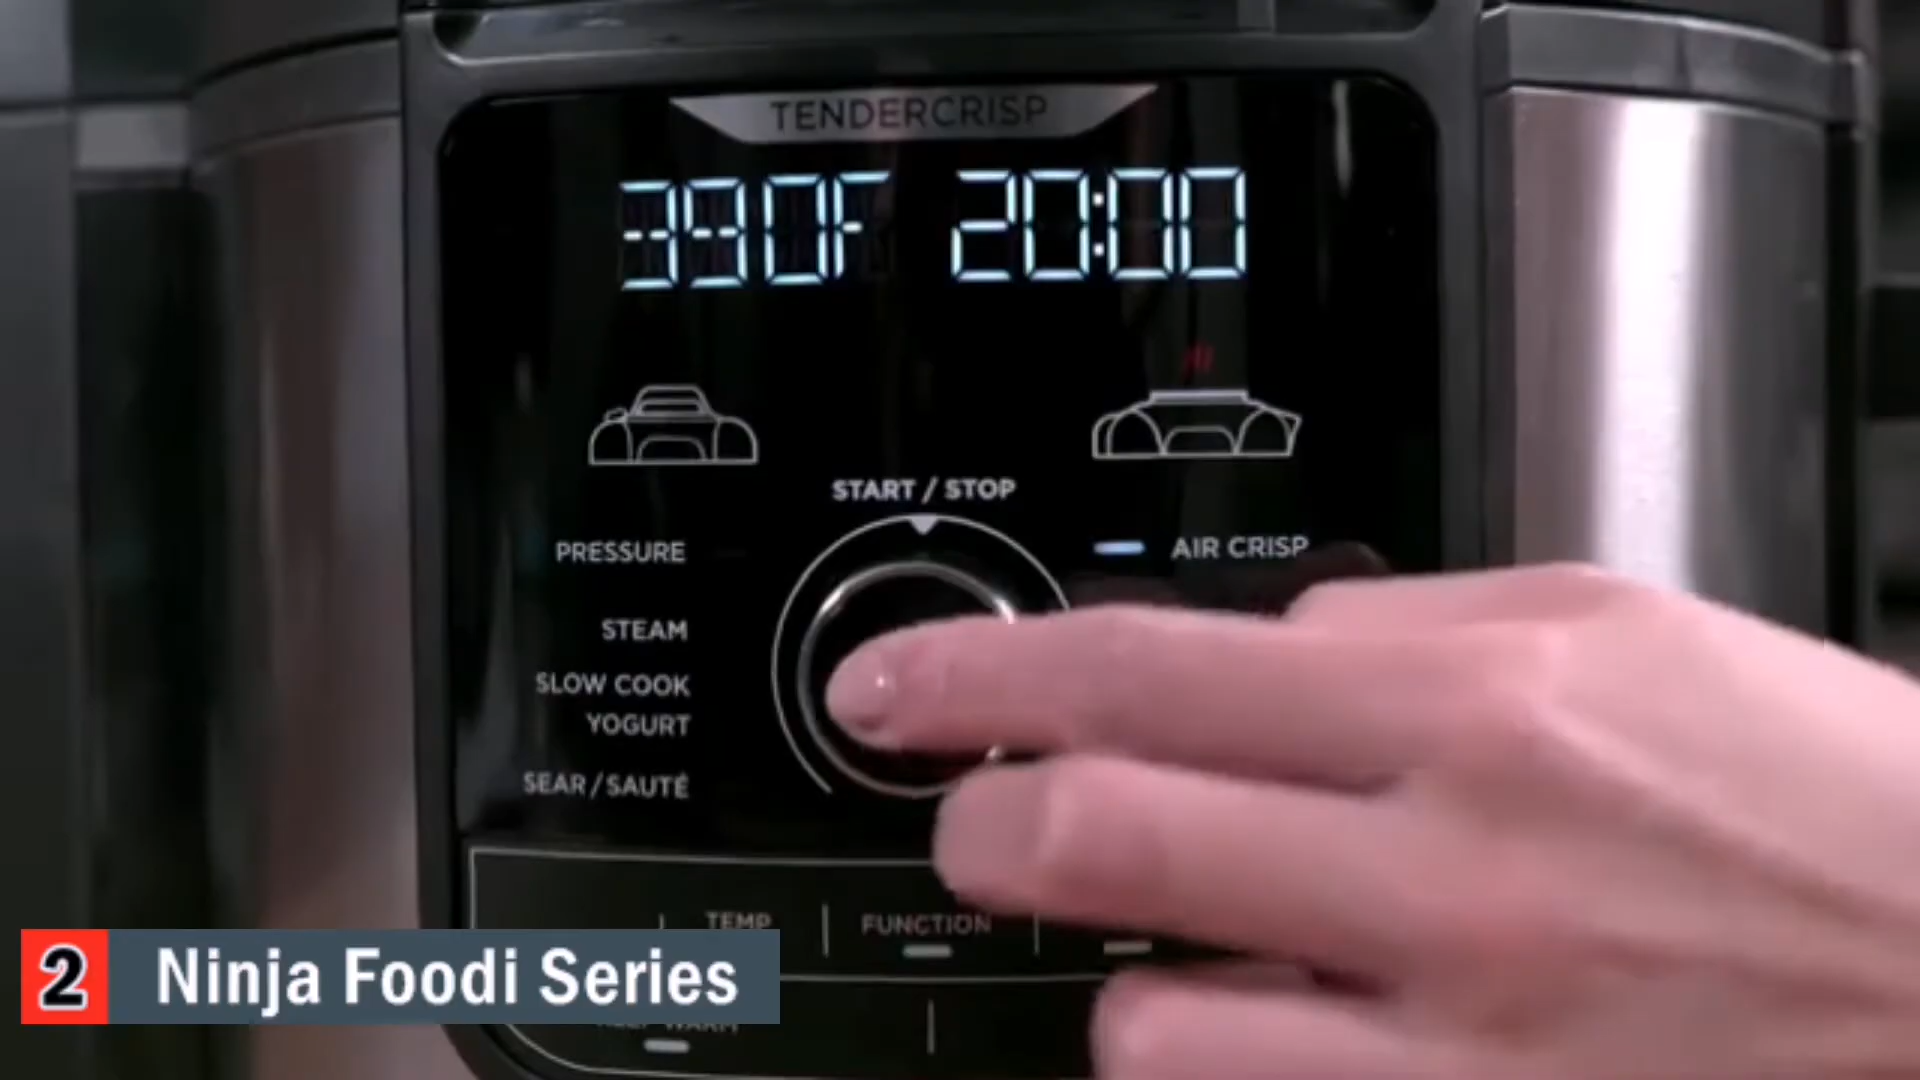 TENDERCRISP
390F 20:00
START / STOP
PRESSURE
AIR CRISP
STEAM
SLOW COOK
YOGURT
SEAR/SAUTÉ
TEMP
FUNCTION
2 Ninja Foodi Series
WARM